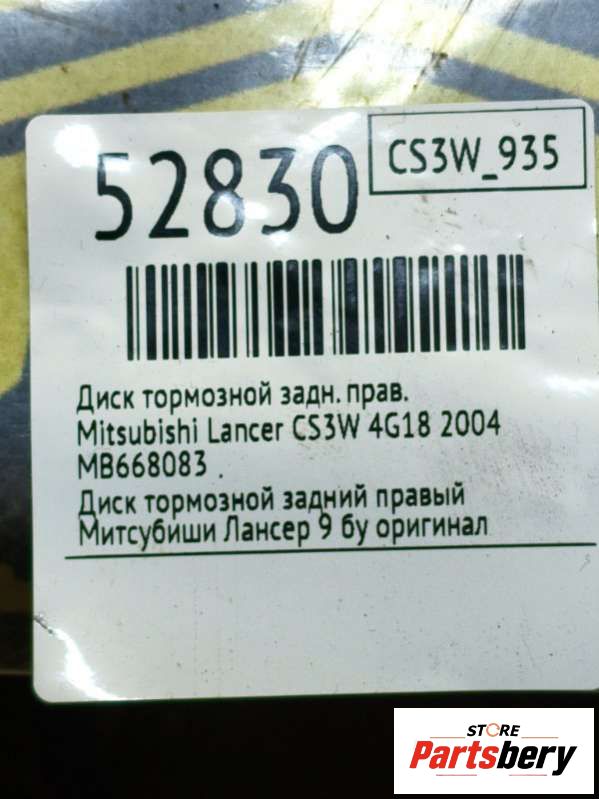 52830
CS3W_935
Диск тормозной задн. прав.
Mitsubishi Lancer CS3W 4G18 2004
MB668083 .
Диск тормозной задний правый
Митсубиши Лансер 9 бу оригинал
STORE
Partsbery